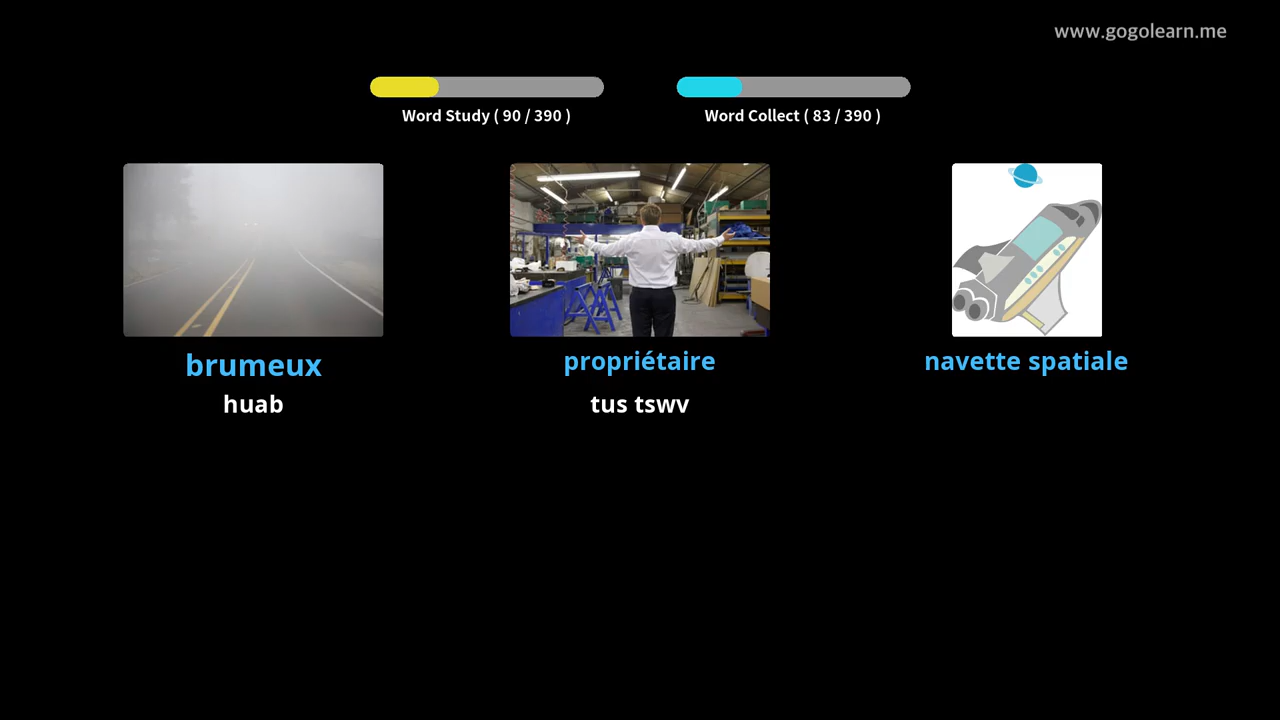 www.gogolearn.me
Word Study ( 90 / 390 )
Word Collect ( 83 / 390 )
brumeux
huab
propriétaire
tus tswv
navette spatiale